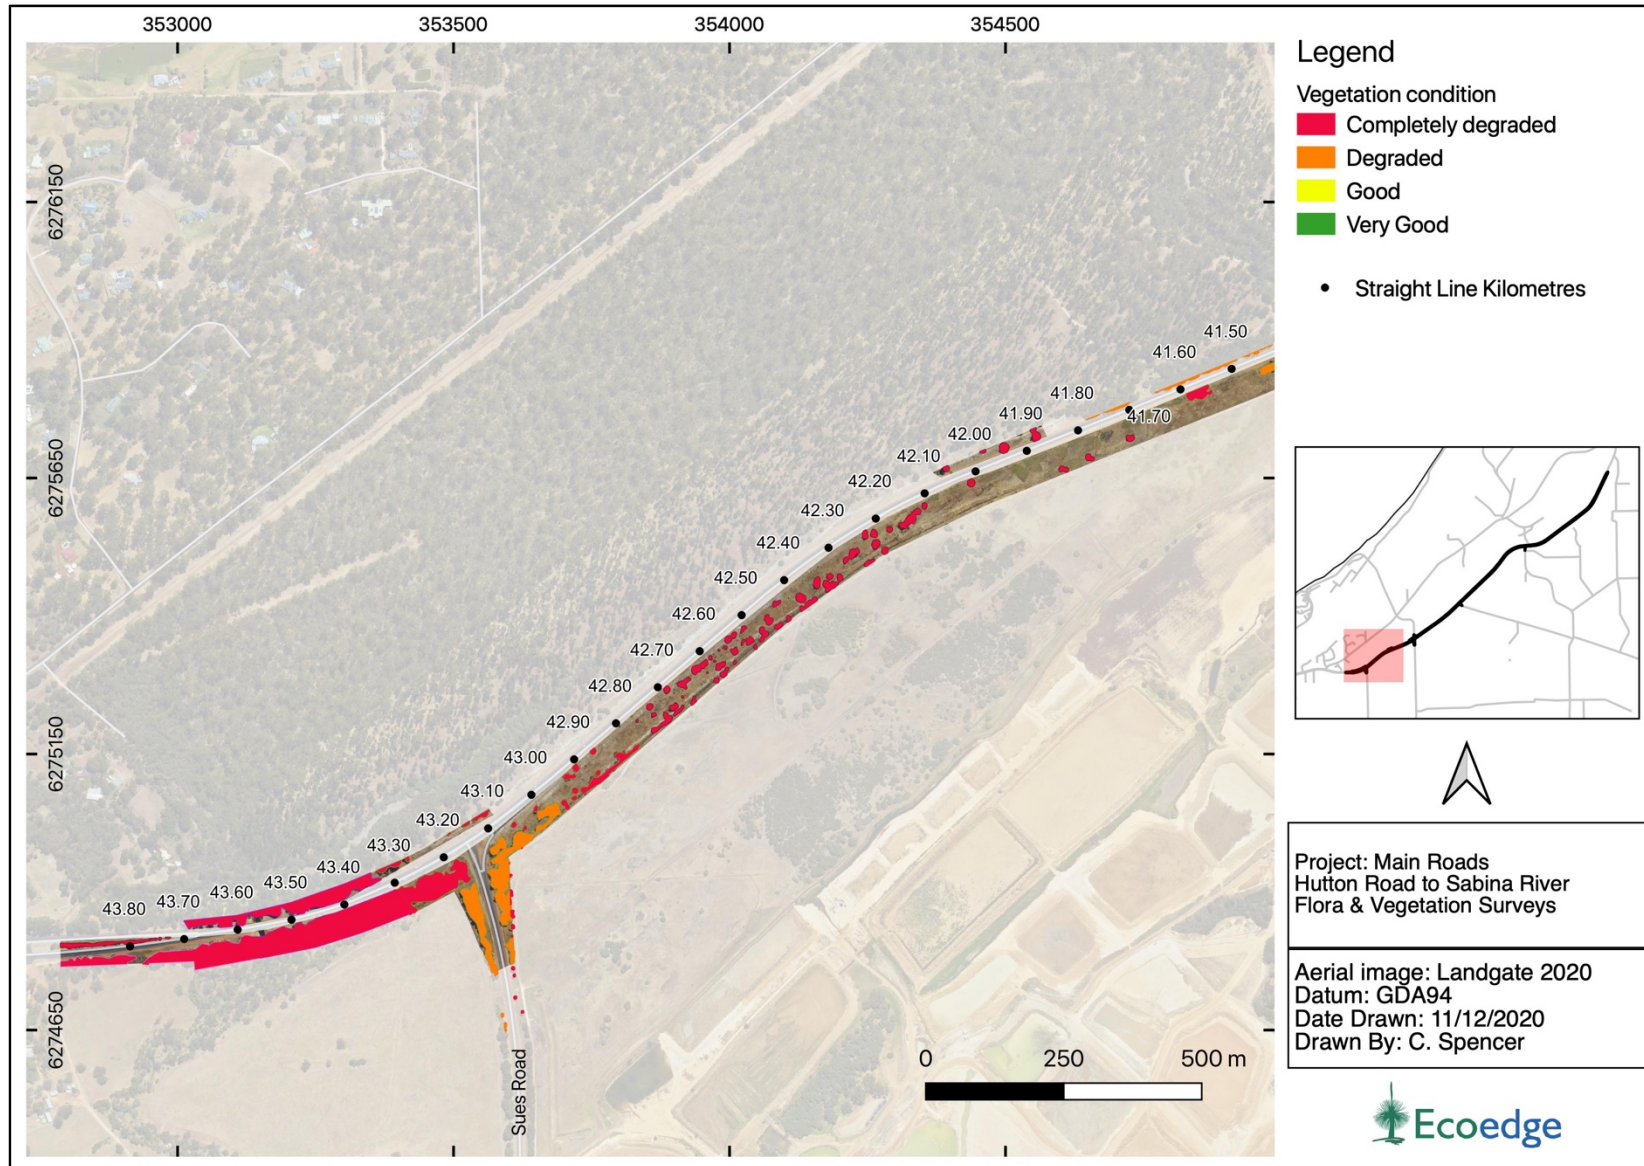 353000
353500
354000
354500
6276150
6275650
6275150
6274650
41.50
41.60
41.70
41.80
41.90
42.00
42.10
42.20
42.30
42.40
42.50
42.60
42.70
42.80
42.90
43.00
43.10
43.20
43.30
43.40
43.50
43.60
43.70
43.80
Sues Road
0 250 500 m
Legend
Vegetation condition
Completely degraded
Degraded
Good
Very Good
Straight Line Kilometres
Project: Main Roads
Hutton Road to Sabina River
Flora & Vegetation Surveys
Aerial image: Landgate 2020
Datum: GDA94
Date Drawn: 11/12/2020
Drawn By: C. Spencer
Ecoedge